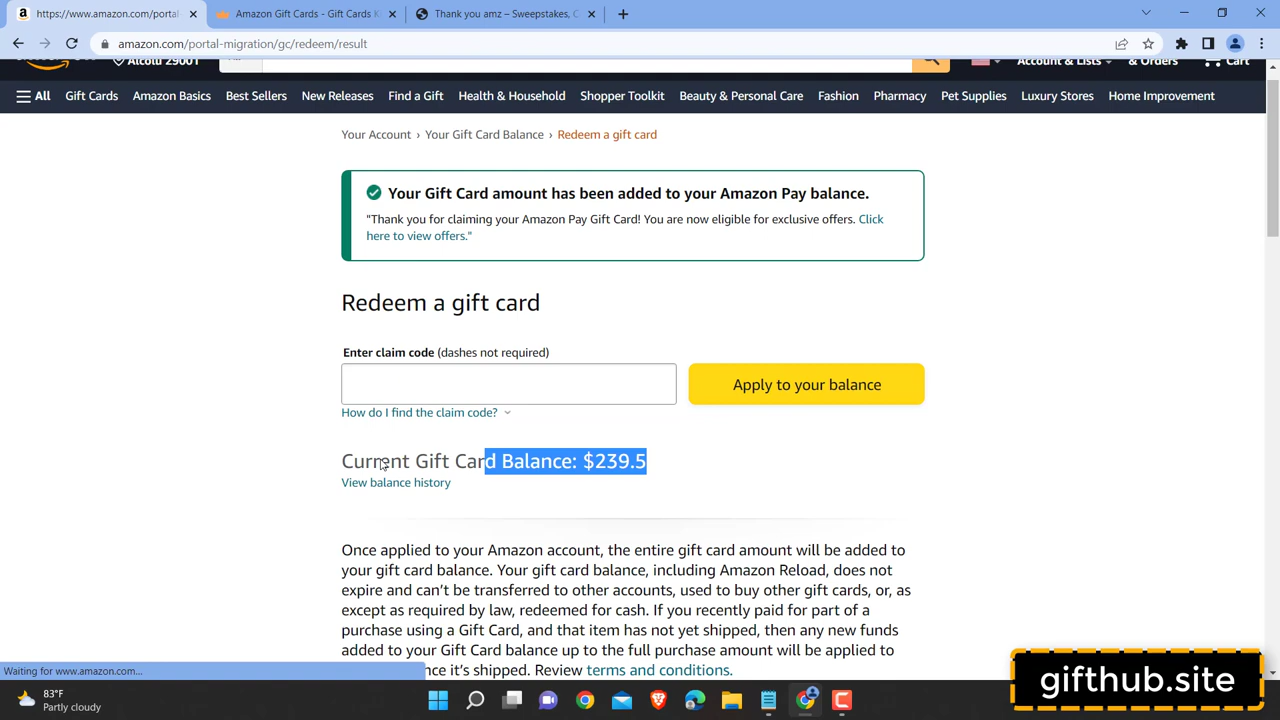 https://www.amazon.com/portal
Amazon Gift Cards - Gift Cards K
Thank you amz – Sweepstakes, C
amazon.com/portal-migration/gc/redeem/result
Alcolu 29001
Account & Lists
& Orders
Cart
All
Gift Cards
Amazon Basics
Best Sellers
New Releases
Find a Gift
Health & Household
Shopper Toolkit
Beauty & Personal Care
Fashion
Pharmacy
Pet Supplies
Luxury Stores
Home Improvement
Your Account › Your Gift Card Balance › Redeem a gift card
Your Gift Card amount has been added to your Amazon Pay balance.
"Thank you for claiming your Amazon Pay Gift Card! You are now eligible for exclusive offers. Click
here to view offers."
Redeem a gift card
Enter claim code (dashes not required)
Apply to your balance
How do I find the claim code?
Current Gift Card Balance: $239.5
View balance history
Once applied to your Amazon account, the entire gift card amount will be added to
your gift card balance. Your gift card balance, including Amazon Reload, does not
expire and can't be transferred to other accounts, used to buy other gift cards, or, as
except as required by law, redeemed for cash. If you recently paid for part of a
purchase using a Gift Card, and that item has not yet shipped, then any new funds
added to your Gift Card balance up to the full purchase amount will be applied to
nce it's shipped. Review terms and conditions.
Waiting for www.amazon.com...
gifthub.site
83°F
Partly cloudy